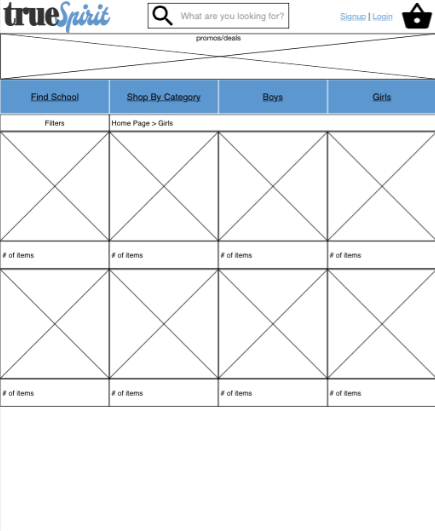 trueSpirit
What are you looking for?
Signup | Login
promos/deals
Find School
Shop By Category
Boys
Girls
Filters
Home Page > Girls
# of items
# of items
# of items
# of items
# of items
# of items
# of items
# of items